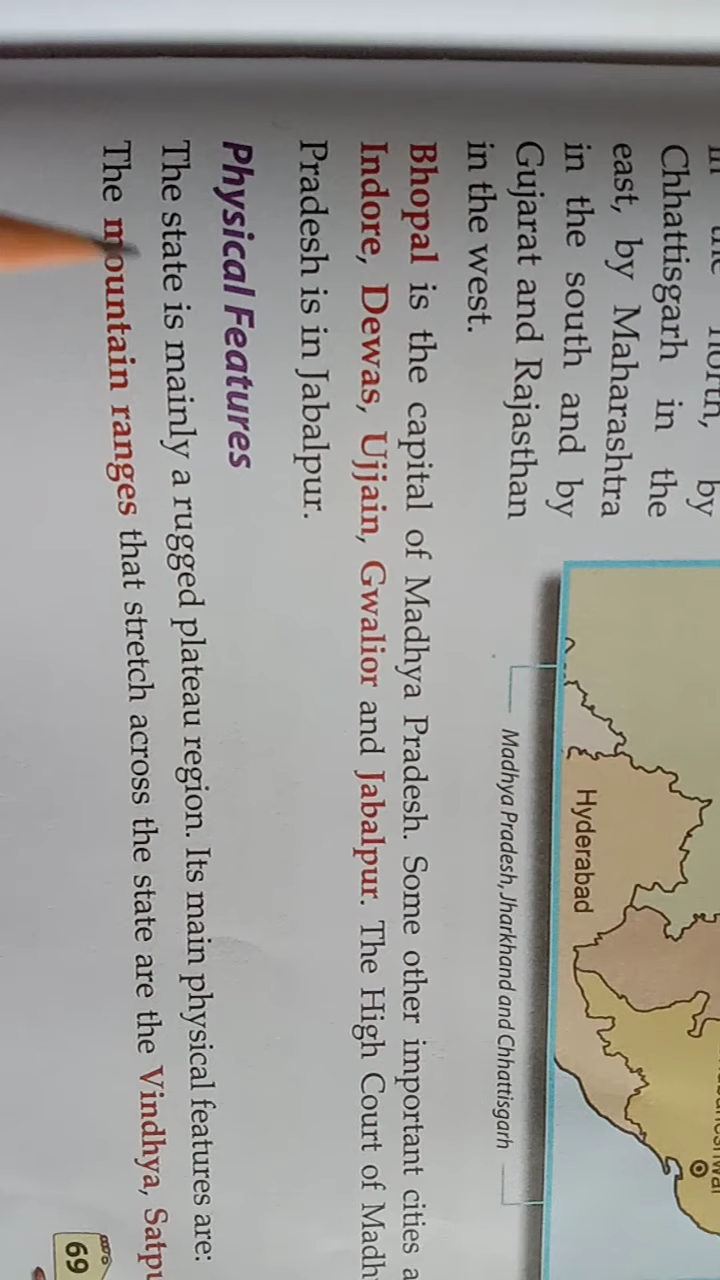 north, by
Chhattisgarh in the
east, by Maharashtra
in the south and by
Gujarat and Rajasthan
in the west.
Hyderabad
Madhya Pradesh, Jharkhand and Chhattisgarh
Bhopal is the capital of Madhya Pradesh. Some other important cities
Indore, Dewas, Ujjain, Gwalior and Jabalpur. The High Court of
Pradesh is in Jabalpur.
Physical Features
The state is mainly a rugged plateau region. Its main physical features are:
The mountain ranges that stretch across the state are the Vindhya,
69